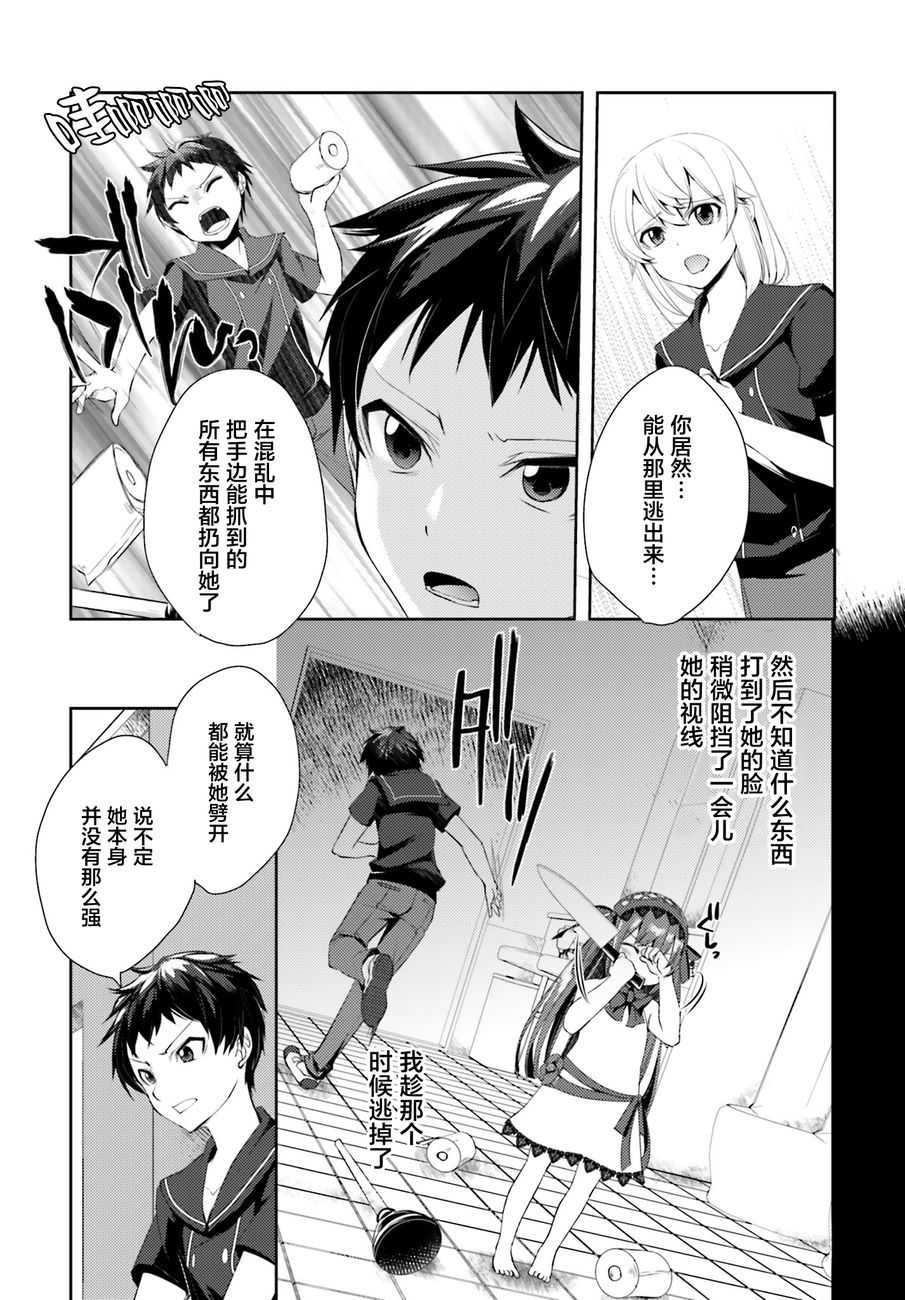 你居然…
能从那里逃出来…
哇啊啊啊啊
在混乱中
把手边能抓到的
所有东西都扔向她了
然后不知道什么东西
打到了她的脸
稍微阻挡了一会儿
她的视线
ぐしっ
我趁那个
时候逃掉了
就算什么
都能被她劈开
说不定
她本身
并没有那么强